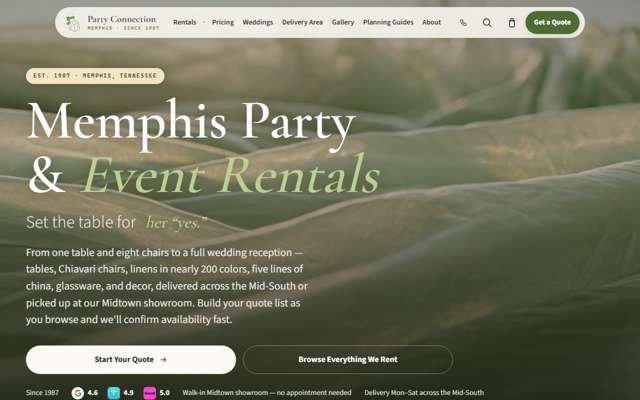 Party Connection
MEMPHIS · SINCE 1987
Rentals
Pricing
Weddings
Delivery Area
Gallery
Planning Guides
About
Get a Quote
EST. 1987 · MEMPHIS, TENNESSEE
Memphis Party
& Event Rentals
Set the table for her “yes.”
From one table and eight chairs to a full wedding reception —
tables, Chiavari chairs, linens in nearly 200 colors, five lines of
china, glassware, and decor, delivered across the Mid-South or
picked up at our Midtown showroom. Build your quote list as
you browse and we’ll confirm availability fast.
Start Your Quote →
Browse Everything We Rent
Since 1987
4.6
4.9
5.0
Walk-in Midtown showroom — no appointment needed
Delivery Mon–Sat across the Mid-South